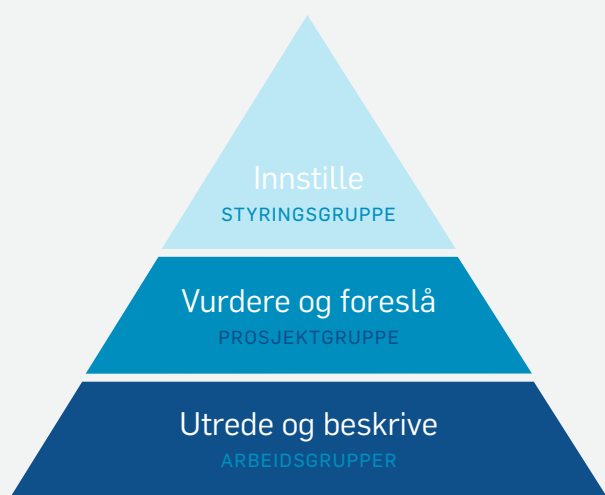 Innstille
STYRINGSGRUPPE
Vurdere og foreslå
PROSJEKTGRUPPE
Utrede og beskrive
ARBEIDSGRUPPER